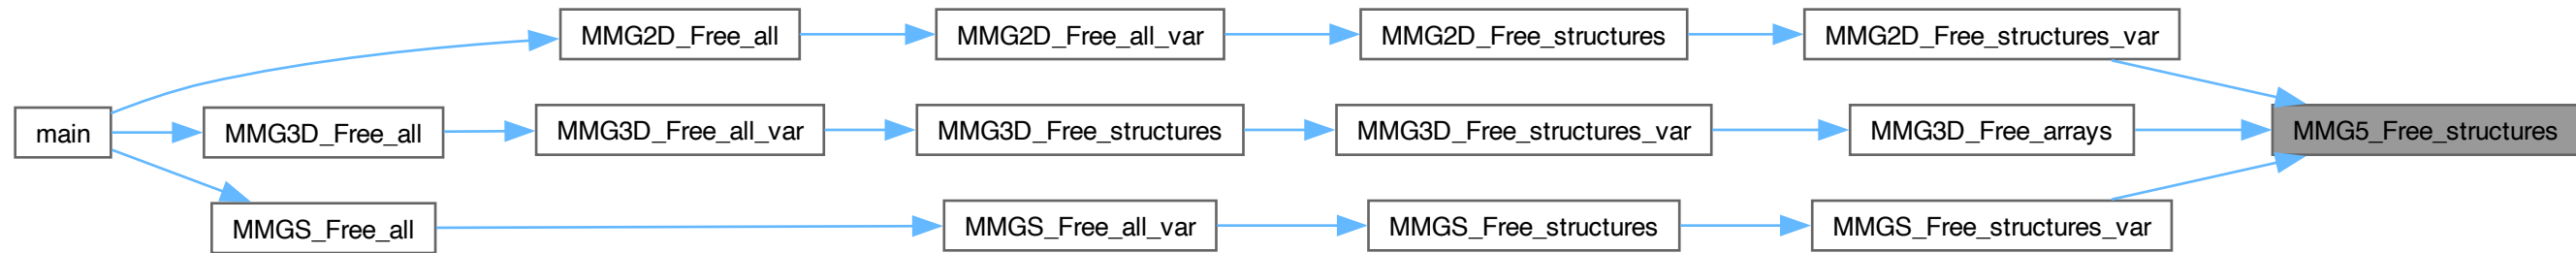 MMG2D_Free_all
MMG2D_Free_all_var
MMG2D_Free_structures
MMG2D_Free_structures_var
main
MMG3D_Free_all
MMG3D_Free_all_var
MMG3D_Free_structures
MMG3D_Free_structures_var
MMG3D_Free_arrays
MMG5_Free_structures
MMGS_Free_all
MMGS_Free_all_var
MMGS_Free_structures
MMGS_Free_structures_var